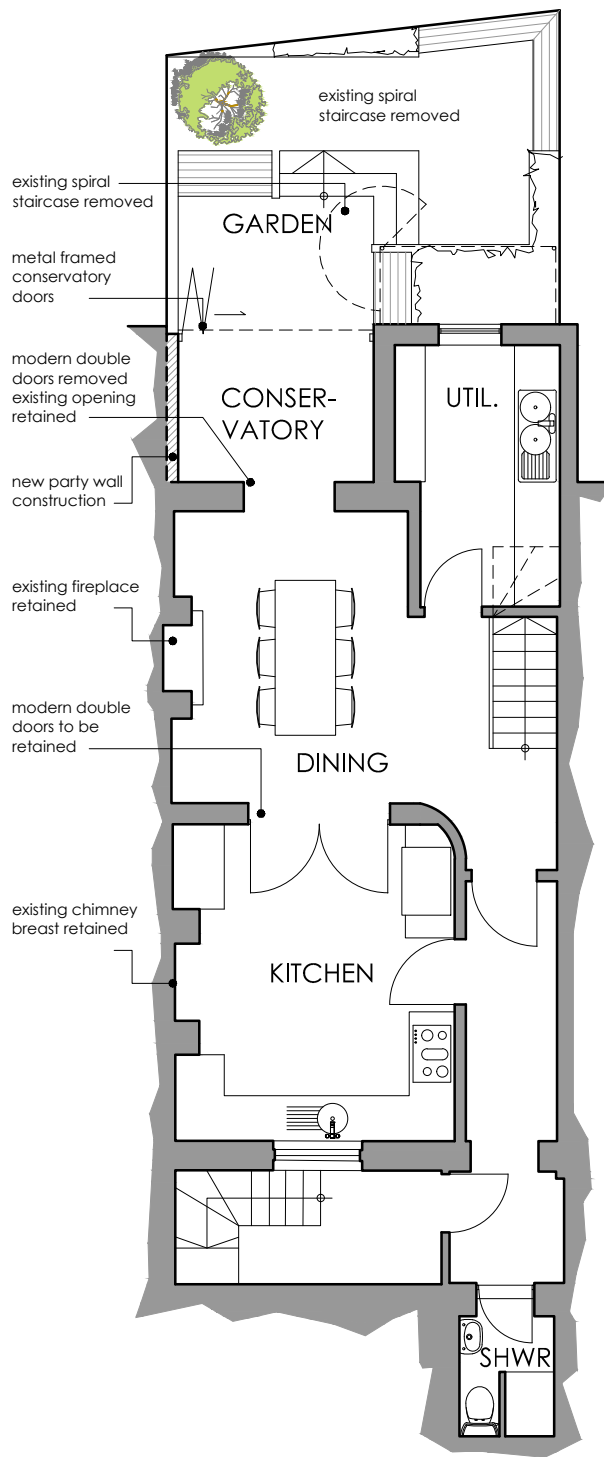 existing spiral
staircase removed
existing spiral
staircase removed
GARDEN
metal framed
conservatory
doors
modern double
doors removed
existing opening
retained
CONSER-
VATORY
UTIL.
new party wall
construction
existing fireplace
retained
modern double
doors to be
retained
DINING
existing chimney
breast retained
KITCHEN
SHWR